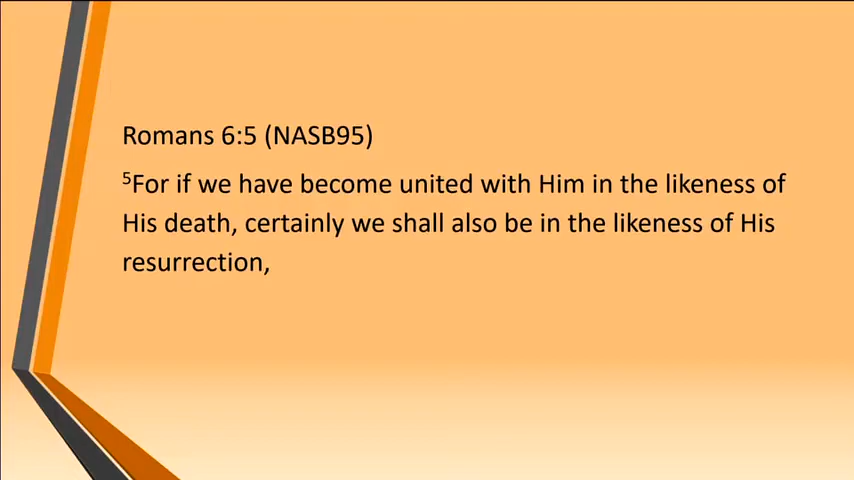 Romans 6:5 (NASB95)
⁵For if we have become united with Him in the likeness of
His death, certainly we shall also be in the likeness of His
resurrection,